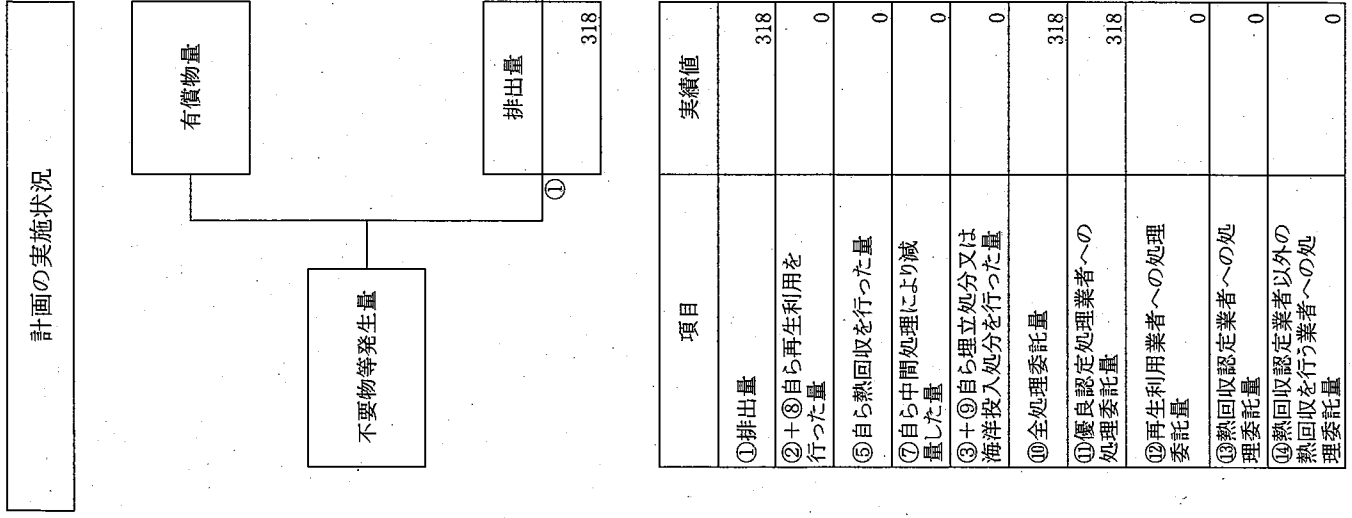 計画の実施状況
有償物量
不要物等発生量
排出量
①
318
項目 実績値
①排出量 318
②+⑧自ら再生利用を
行った量 0
⑤自ら熱回収を行った量 0
⑦自ら中間処理により減
量した量 0
③+⑨自ら埋立処分又は
海洋投入処分を行った量 0
⑩全処理委託量 318
⑪優良認定処理業者への
処理委託量 318
⑫再生利用業者への処理
委託量 0
⑬熱回収認定業者への処
理委託量 0
⑭熱回収認定業者以外の
熱回収を行う業者への処
理委託量 0